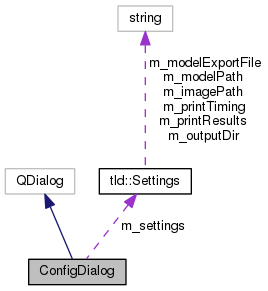 string
m_modelExportFile
m_modelPath
m_imagePath
m_printTiming
m_printResults
m_outputDir
QDialog
tld::Settings
m_settings
ConfigDialog